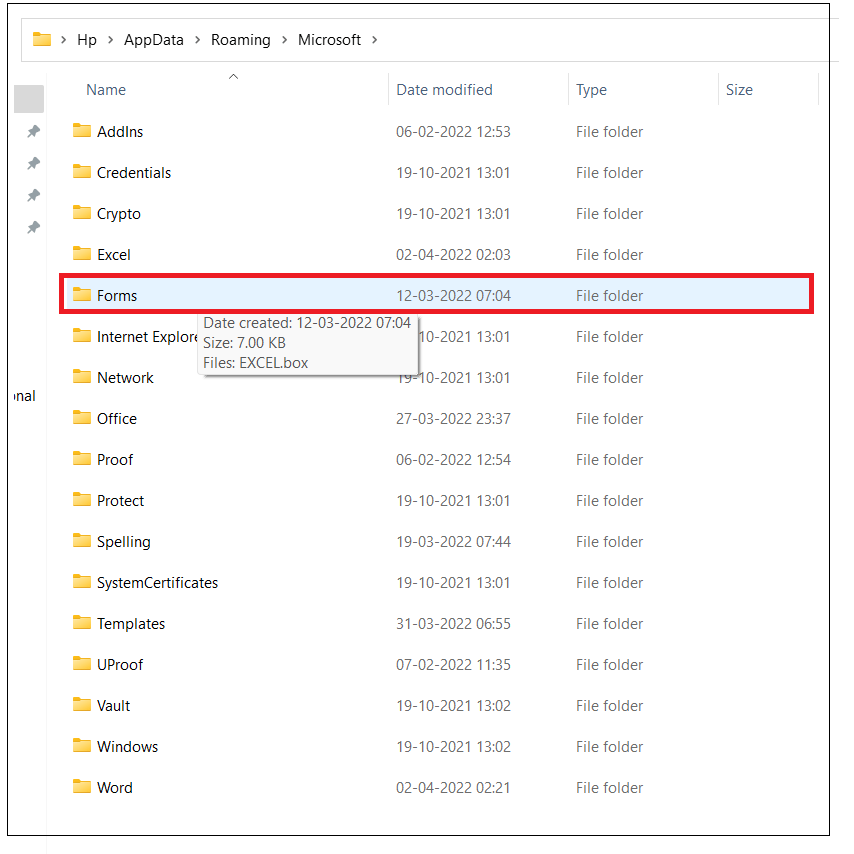 Hp > AppData > Roaming > Microsoft >
Name Date modified Type Size
AddIns 06-02-2022 12:53 File folder
Credentials 19-10-2021 13:01 File folder
Crypto 19-10-2021 13:01 File folder
Excel 02-04-2022 02:03 File folder
Forms 12-03-2022 07:04 File folder
Date created: 12-03-2022 07:04
Internet Explore 10-2021 13:01 File folder
Size: 7.00 KB
Files: EXCEL.box
Network 19-10-2021 13:01 File folder
onal
Office 27-03-2022 23:37 File folder
Proof 06-02-2022 12:54 File folder
Protect 19-10-2021 13:01 File folder
Spelling 19-03-2022 07:44 File folder
SystemCertificates 19-10-2021 13:01 File folder
Templates 31-03-2022 06:55 File folder
UProof 07-02-2022 11:35 File folder
Vault 19-10-2021 13:02 File folder
Windows 19-10-2021 13:02 File folder
Word 02-04-2022 02:21 File folder